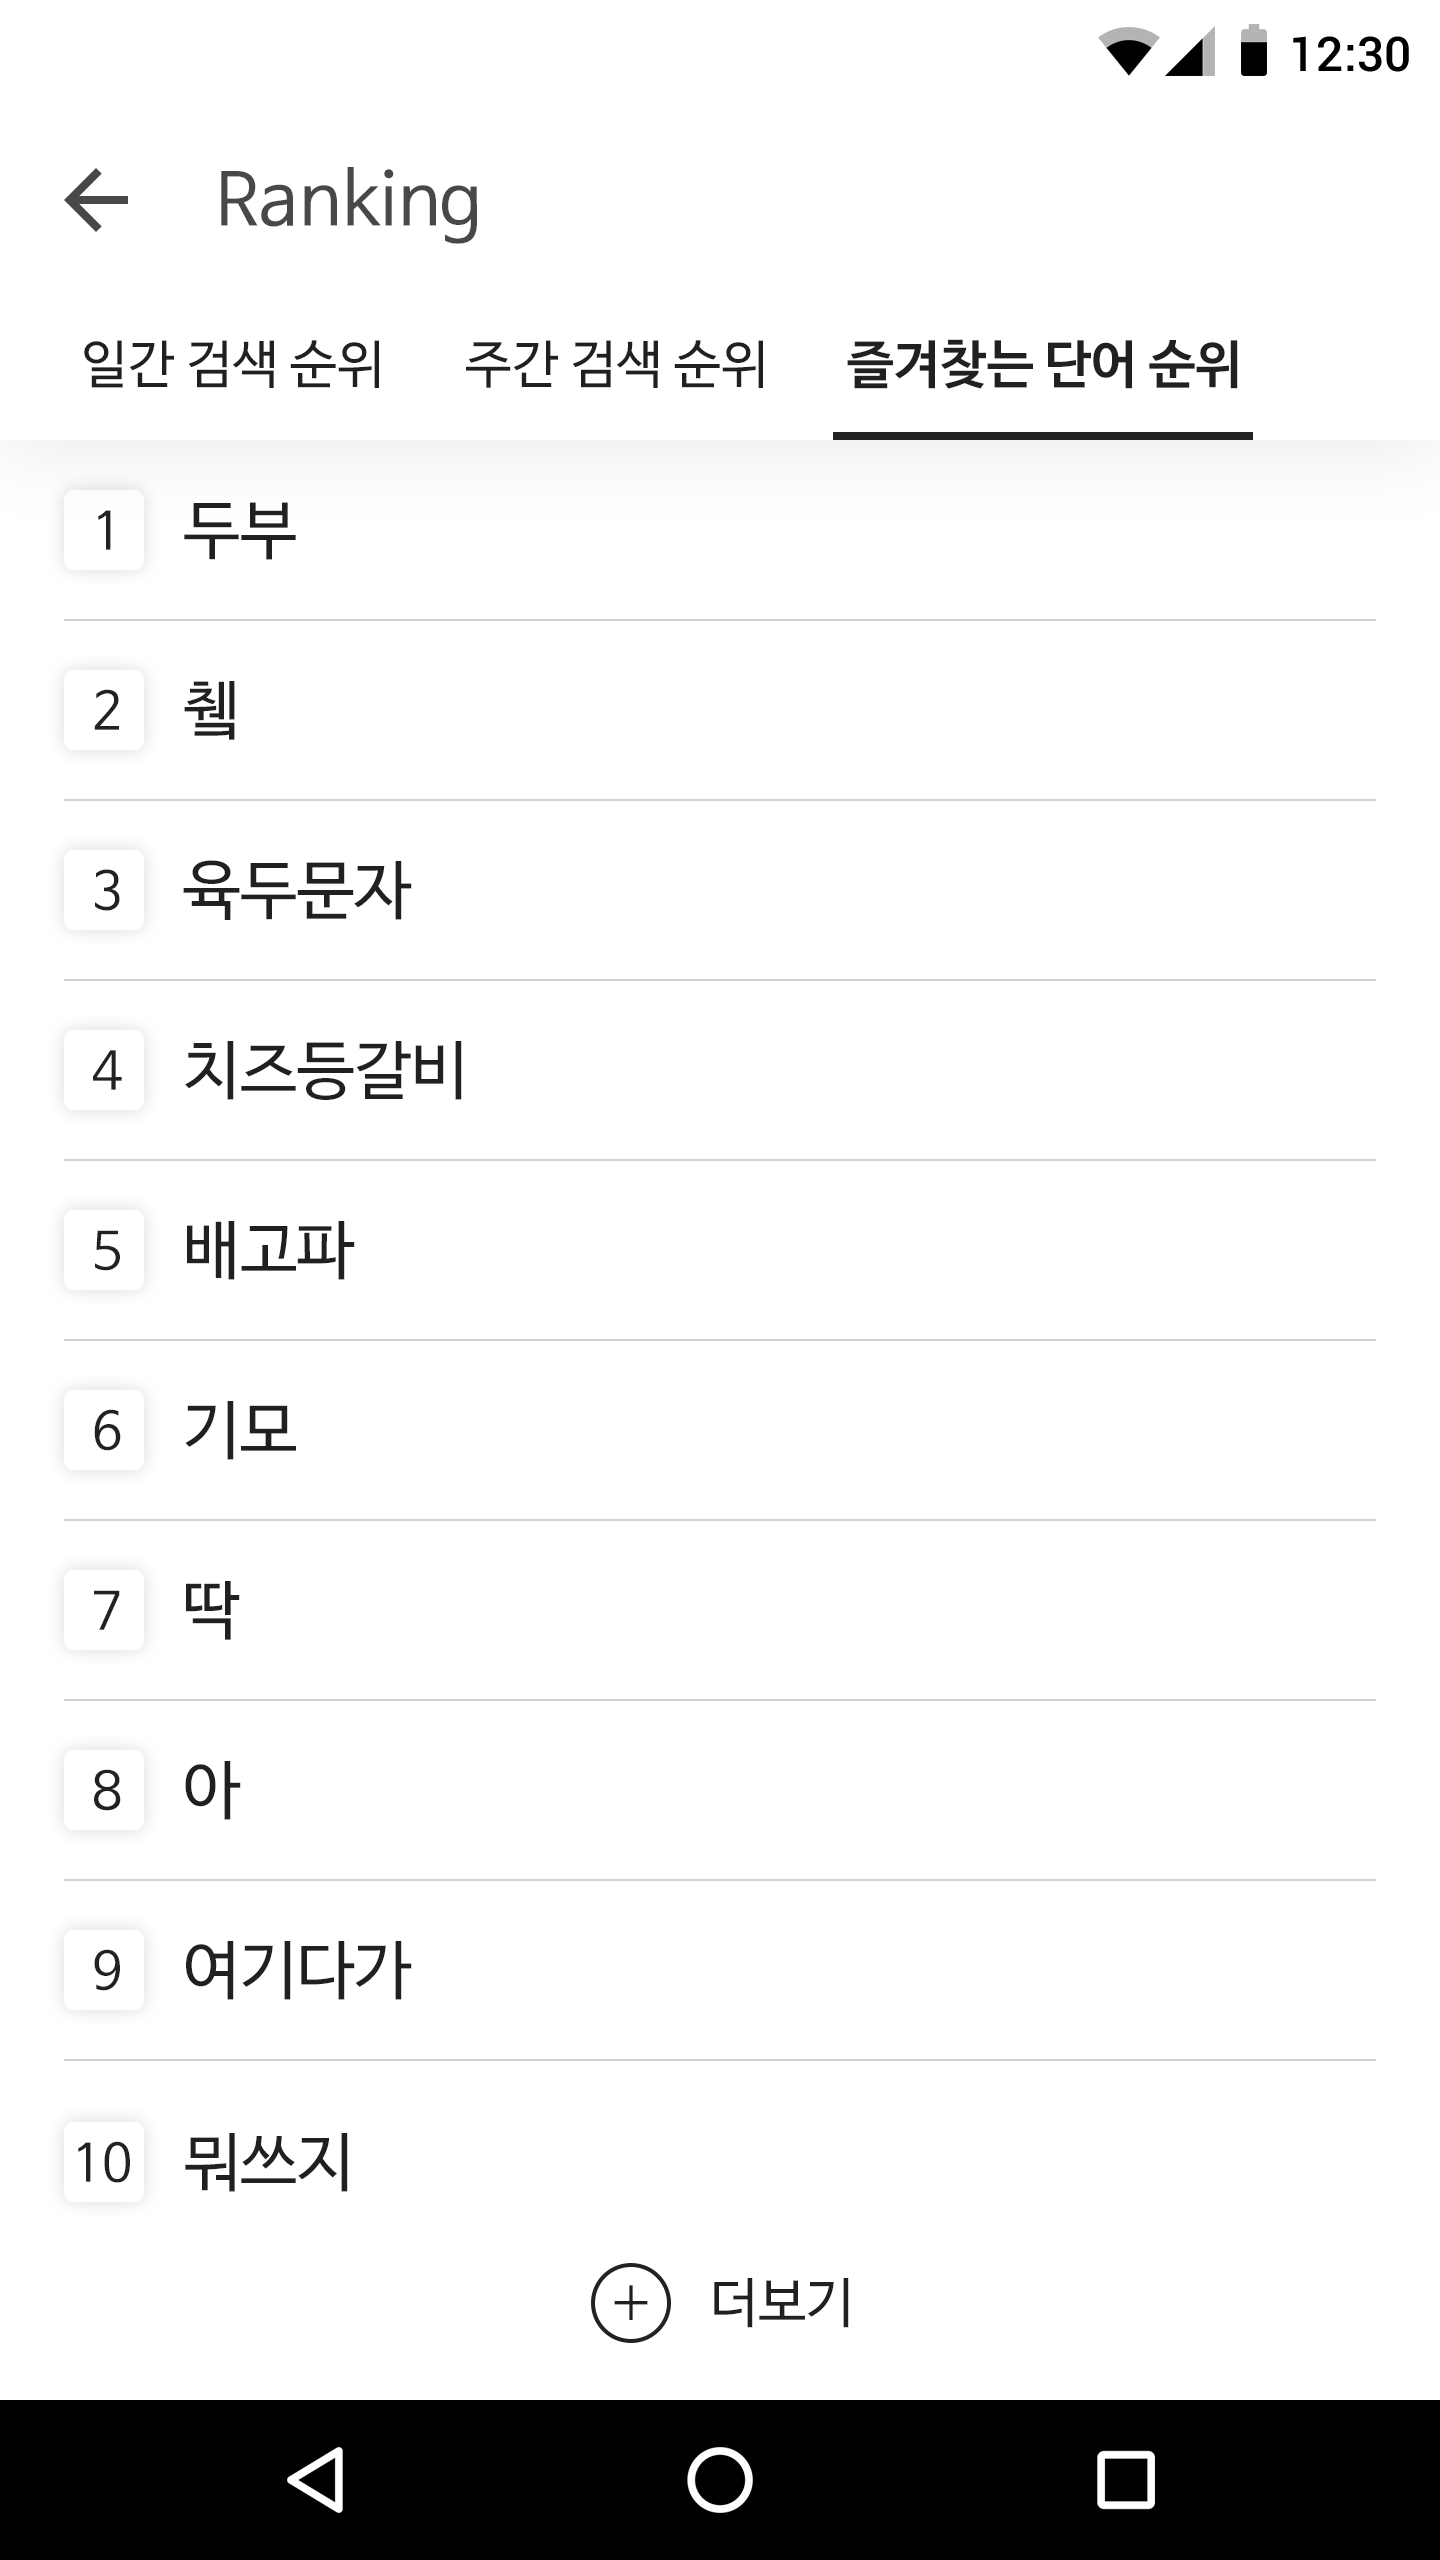 12:30
Ranking
일간 검색 순위 주간 검색 순위 즐겨찾는 단어 순위
1 두부
2
3 육두문자
4 치즈등갈비
5 배고파
6 기모
7 딱
8 아
9 여기다가
10 뭐쓰지
더보기